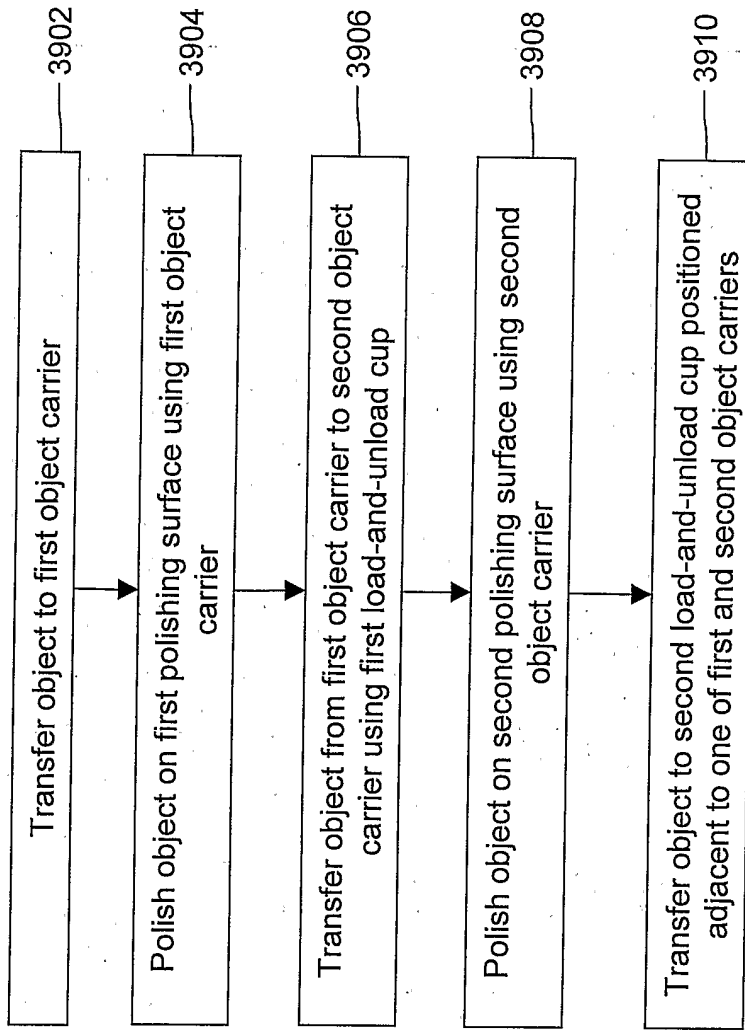 Transfer object to first object carrier
3902
Polish object on first polishing surface using first object
carrier
3904
Transfer object from first object carrier to second object
carrier using first load-and-unload cup
3906
Polish object on second polishing surface using second
object carrier
3908
Transfer object to second load-and-unload cup positioned
adjacent to one of first and second object carriers
3910